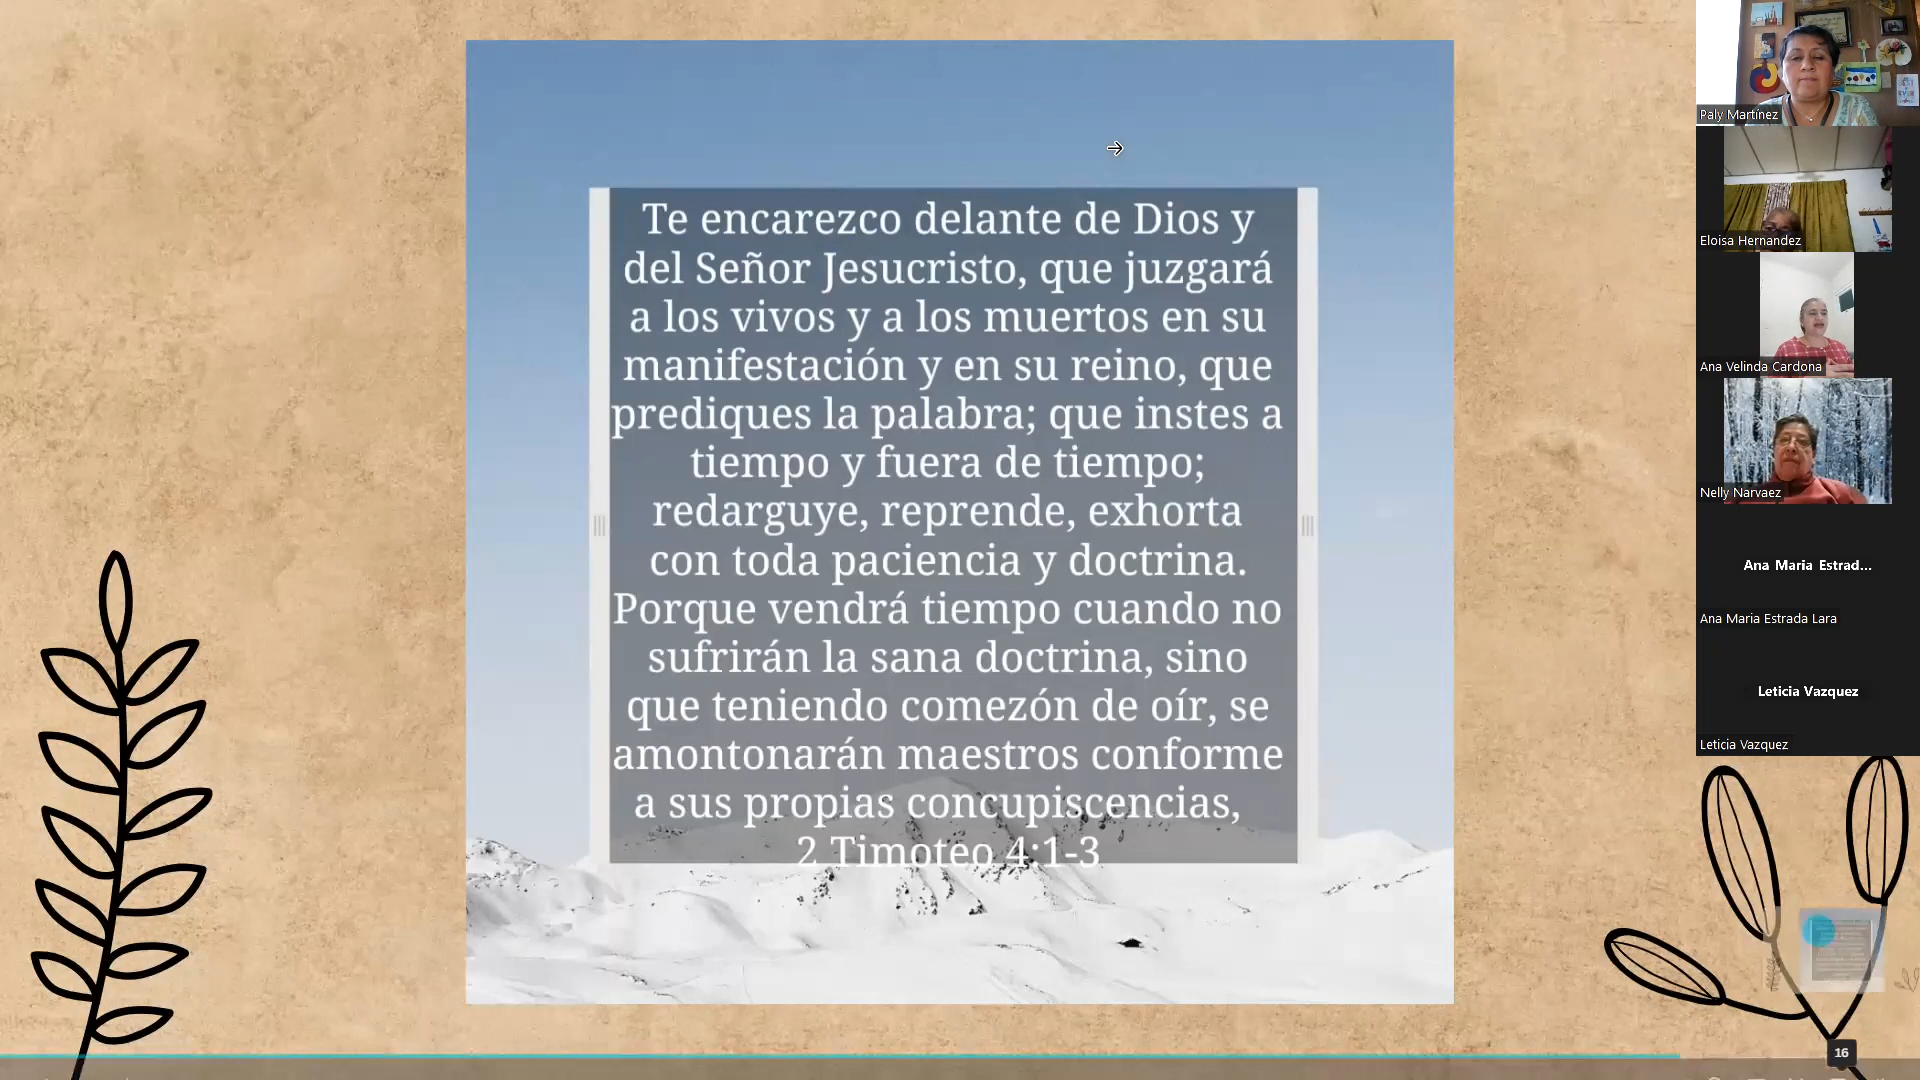 Te encarezco delante de Dios y
del Señor Jesucristo, que juzgará
a los vivos y a los muertos en su
manifestación y en su reino, que
prediques la palabra; que instes a
tiempo y fuera de tiempo;
redarguye, reprende, exhorta
con toda paciencia y doctrina.
Porque vendrá tiempo cuando no
sufrirán la sana doctrina, sino
que teniendo comezón de oír, se
amontonarán maestros conforme
a sus propias concupiscencias,
2 Timoteo 4:1-3
Paly Martínez
Eloisa Hernandez
Ana Velinda Cardona
Nelly Narvaez
Ana Maria Estrad...
Ana Maria Estrada Lara
Leticia Vazquez
Leticia Vazquez
16